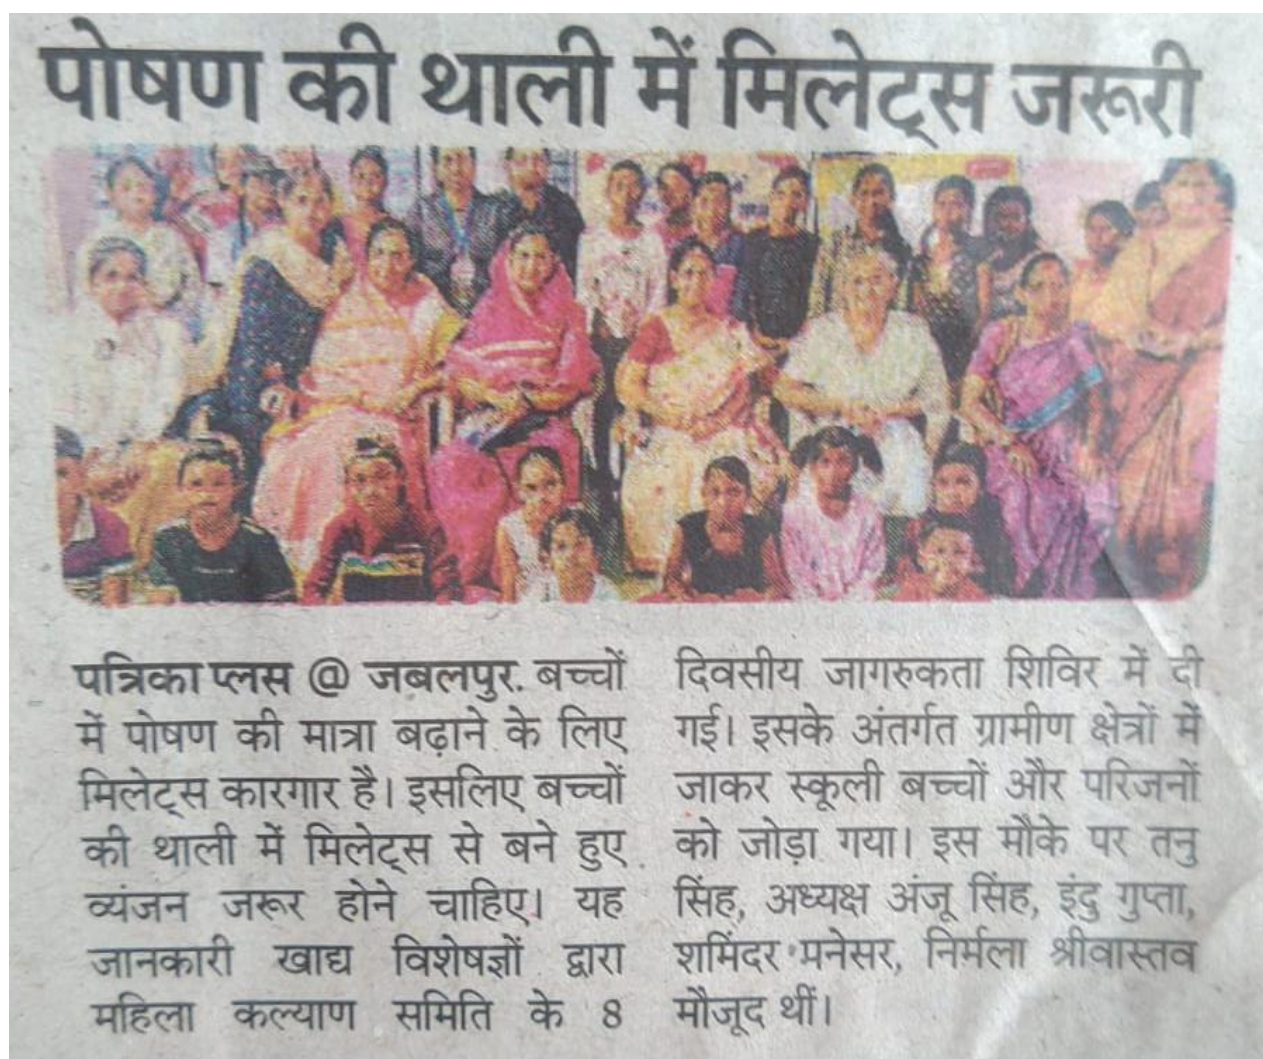 पोषण की थाली में मिलेट्स जरूरी
पत्रिका प्लस @ जबलपुर. बच्चों
में पोषण की मात्रा बढ़ाने के लिए
मिलेट्स कारगार है। इसलिए बच्चों
की थाली में मिलेट्स से बने हुए
व्यंजन जरूर होने चाहिए। यह
जानकारी खाद्य विशेषज्ञों द्वारा
महिला कल्याण समिति के 8
दिवसीय जागरुकता शिविर में दी
गई। इसके अंतर्गत ग्रामीण क्षेत्रों में
जाकर स्कूली बच्चों और परिजनों
को जोड़ा गया। इस मौके पर तनु
सिंह, अध्यक्ष अंजू सिंह, इंदु गुप्ता,
शमिंदर मनेसर, निर्मला श्रीवास्तव
मौजूद थीं।